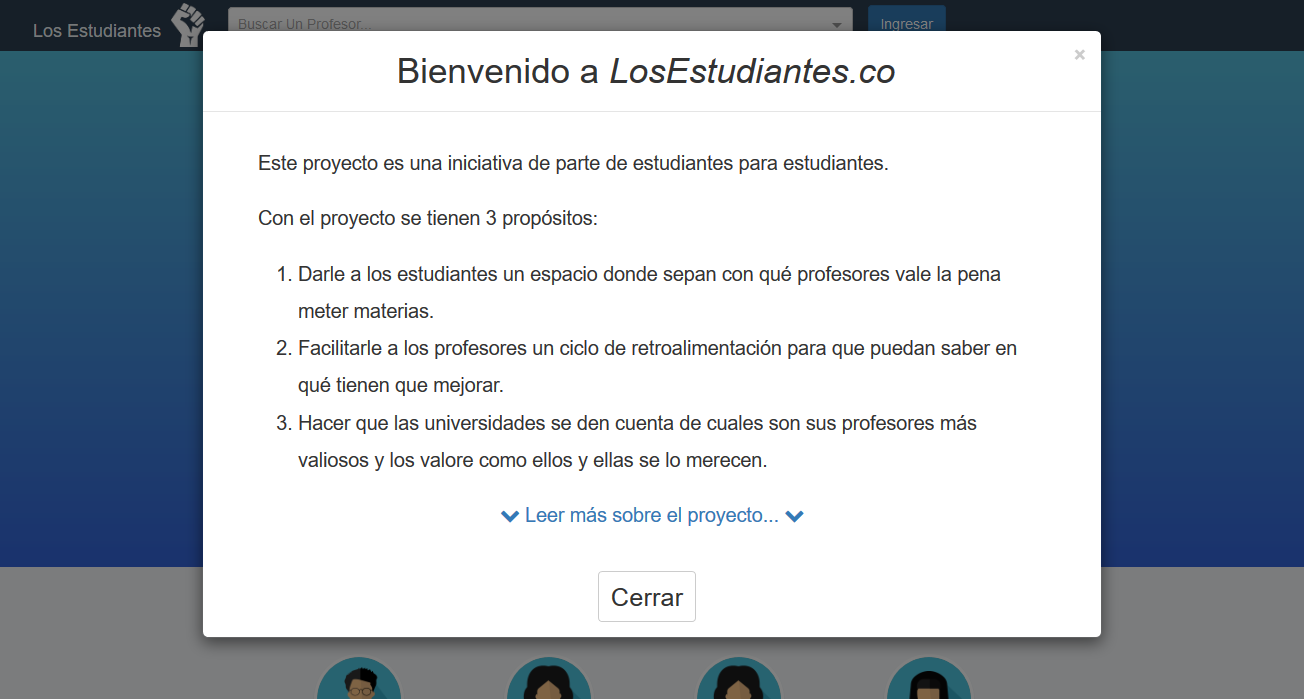 Los Estudiantes
Buscar Un Profesor...
Ingresar
×
Bienvenido a LosEstudiantes.co
Este proyecto es una iniciativa de parte de estudiantes para estudiantes.
Con el proyecto se tienen 3 propósitos:
1. Darle a los estudiantes un espacio donde sepan con qué profesores vale la pena
meter materias.
2. Facilitarle a los profesores un ciclo de retroalimentación para que puedan saber en
qué tienen que mejorar.
3. Hacer que las universidades se den cuenta de cuales son sus profesores más
valiosos y los valore como ellos y ellas se lo merecen.
Leer más sobre el proyecto...
Cerrar